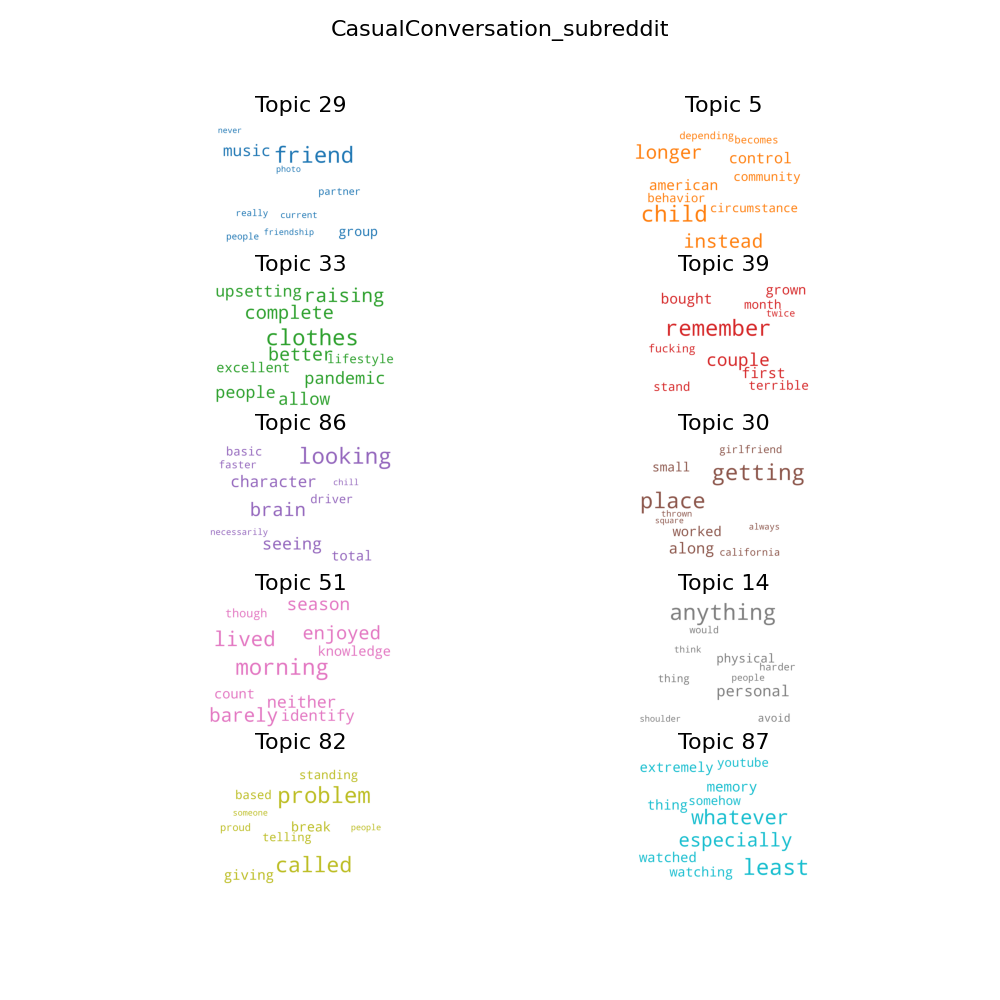 CasualConversation_subreddit
Topic 29
never
music friend
photo
partner
really current
people friendship group
Topic 5
depending becomes
longer control
community
american
behavior
child circumstance
instead
Topic 33
upsetting raising
complete
clothes
better lifestyle
excellent
pandemic
people allow
Topic 39
bought grown
month
twice
remember
fucking
couple
first
stand terrible
Topic 86
basic looking
faster
character chill
driver
brain
necessarily
seeing
total
Topic 30
girlfriend
small getting
place
thrown
square
worked always
along california
Topic 51
season
though
lived enjoyed
knowledge
morning
count
neither
barely identify
Topic 14
anything
would
think
physical
harder
thing people
personal
shoulder avoid
Topic 82
standing
based problem
someone
proud break people
telling
called
giving
Topic 87
extremely youtube
memory
thing somehow
whatever
especially
watched
watching least